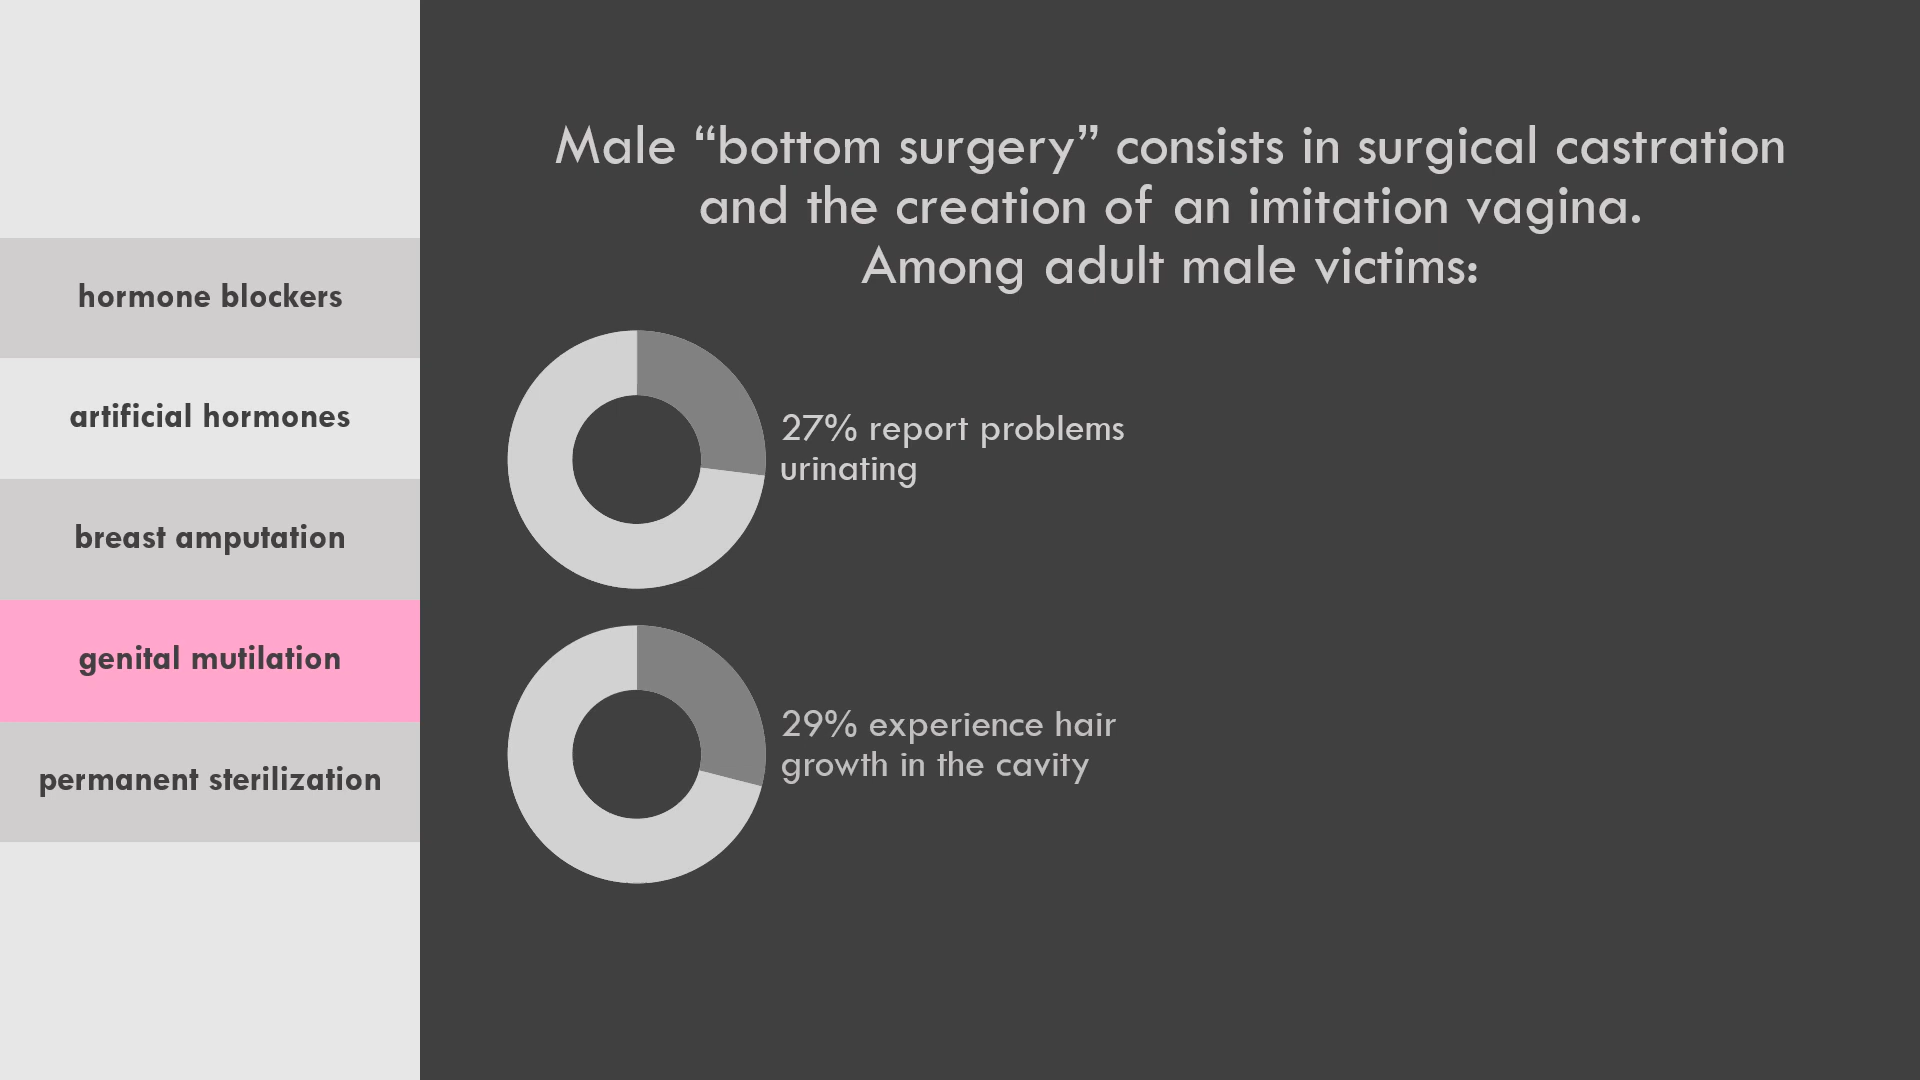 hormone blockers
artificial hormones
breast amputation
genital mutilation
permanent sterilization
Male “bottom surgery” consists in surgical castration
and the creation of an imitation vagina.
Among adult male victims:
27% report problems
urinating
29% experience hair
growth in the cavity